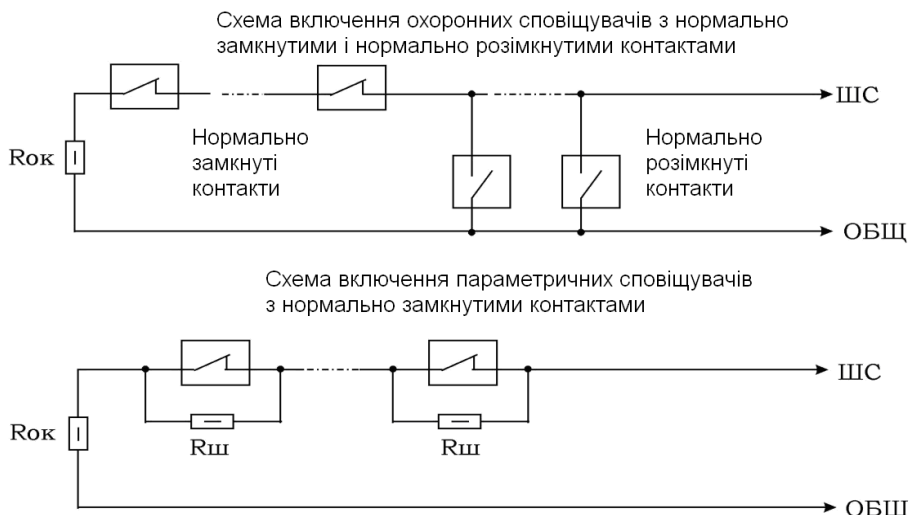 Схема включення охоронних сповіщувачів з нормально
замкнутими і нормально розімкнутими контактами
ШС
Нормально
замкнуті
контакти
Нормально
розімкнуті
контакти
Rок
ОБЩ
Схема включення параметричних сповіщувачів
з нормально замкнутими контактами
ШС
Rок
Rш
Rш
ОБЩ